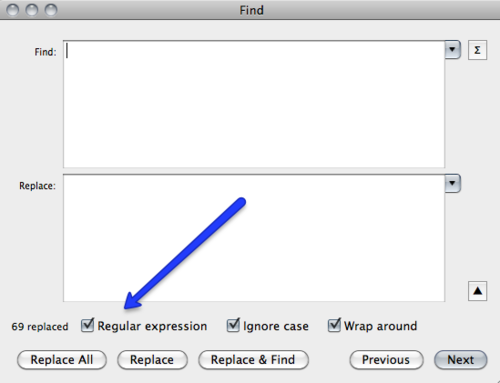 Find
Find:
Σ
Replace:
69 replaced Regular expression Ignore case Wrap around
Replace All Replace Replace & Find Previous Next